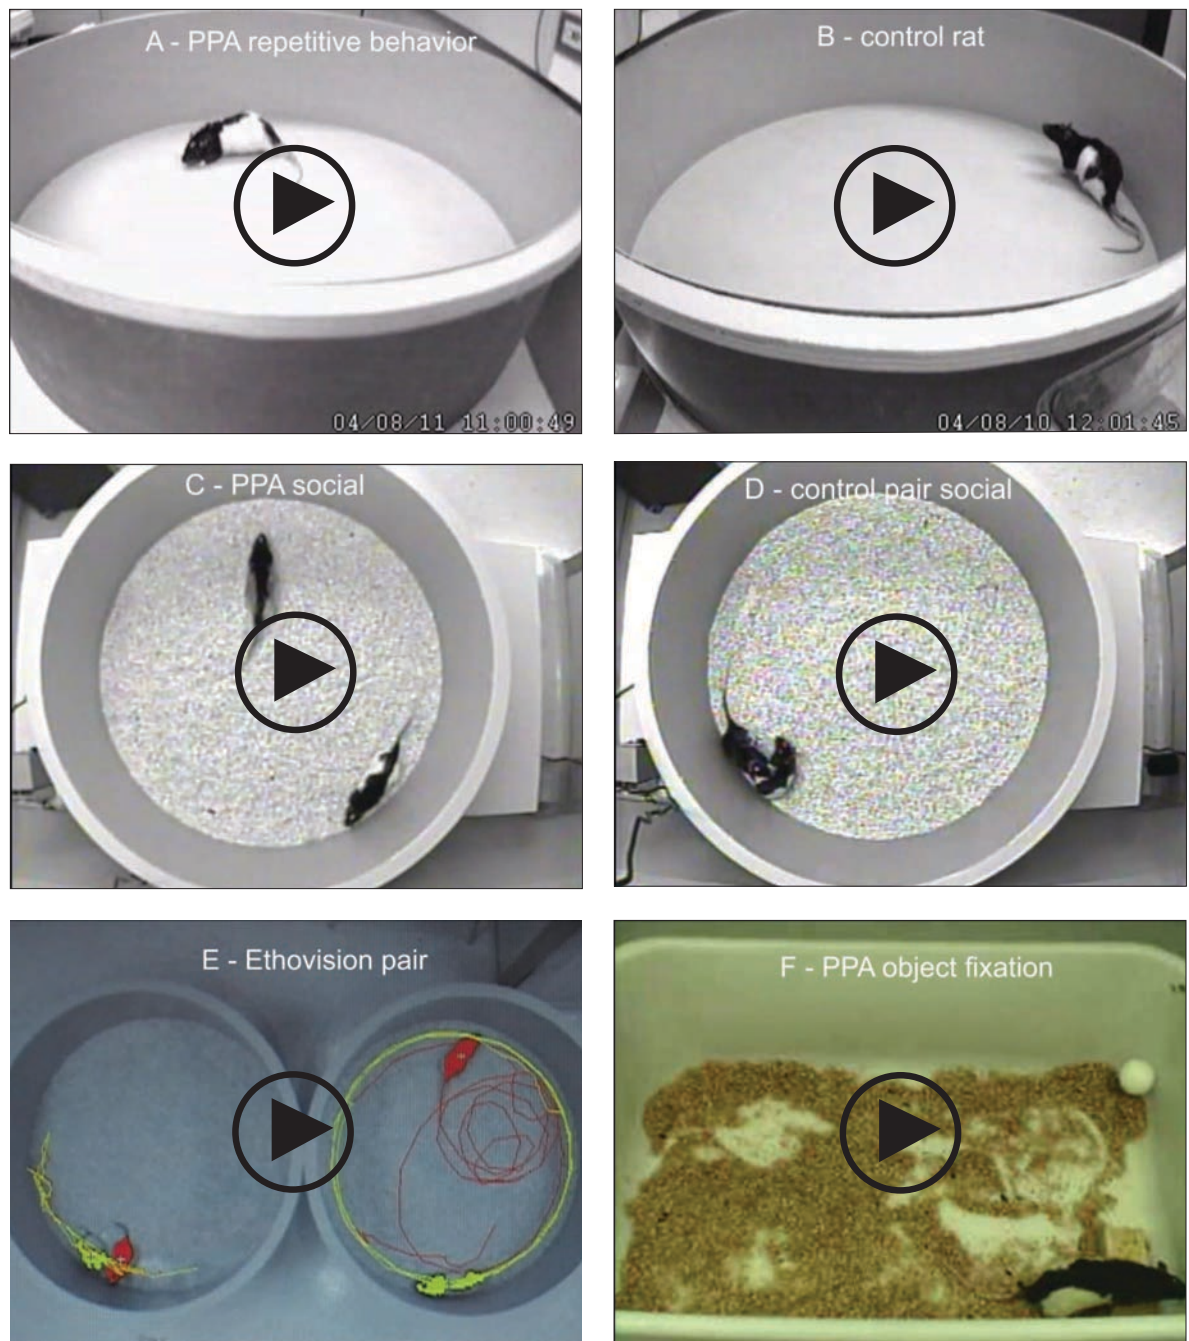 A - PPA repetitive behavior
04/08/11 11:00:49
B - control rat
04/08/10 12:01:45
C - PPA social
D - control pair social
E - Ethovision pair
F - PPA object fixation